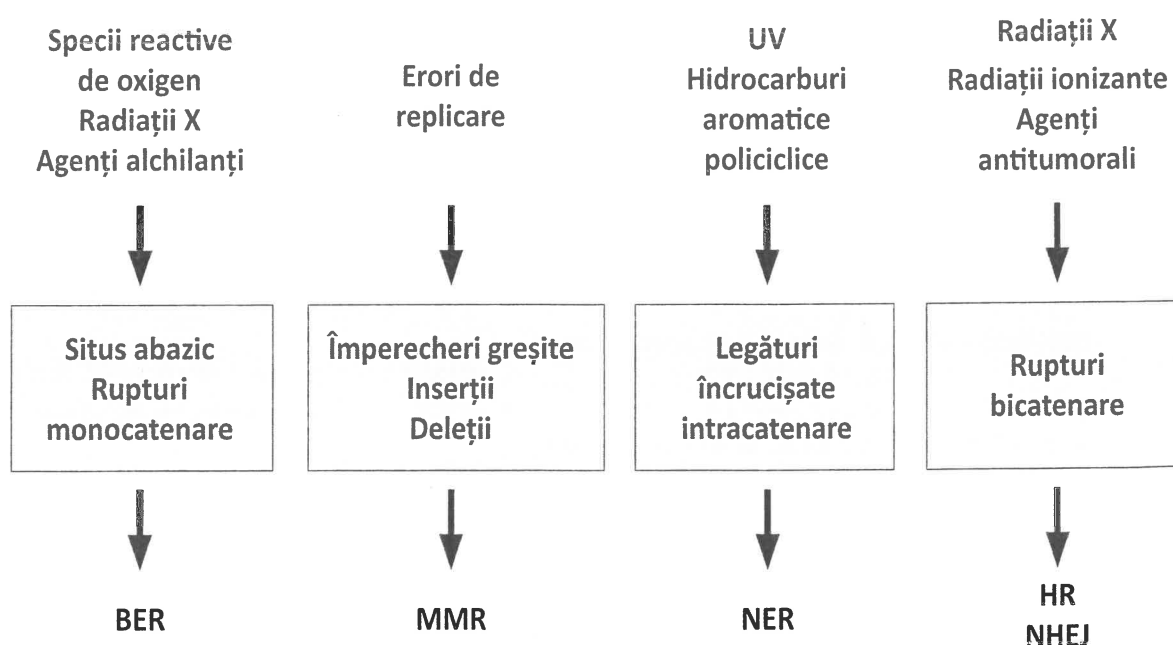 Specii reactive
de oxigen
Radiații X
Agenți alchilanți
Erori de
replicare
UV
Hidrocarburi
aromatice
policiclice
Radiații X
Radiații ionizante
Agenți
antitumorali
Situs abazic
Rupturi
monocatenare
Împerecheri greșite
Inserții
Deleții
Legături
încrucișate
intracatenare
Rupturi
bicatenare
BER
MMR
NER
HR
NHEJ